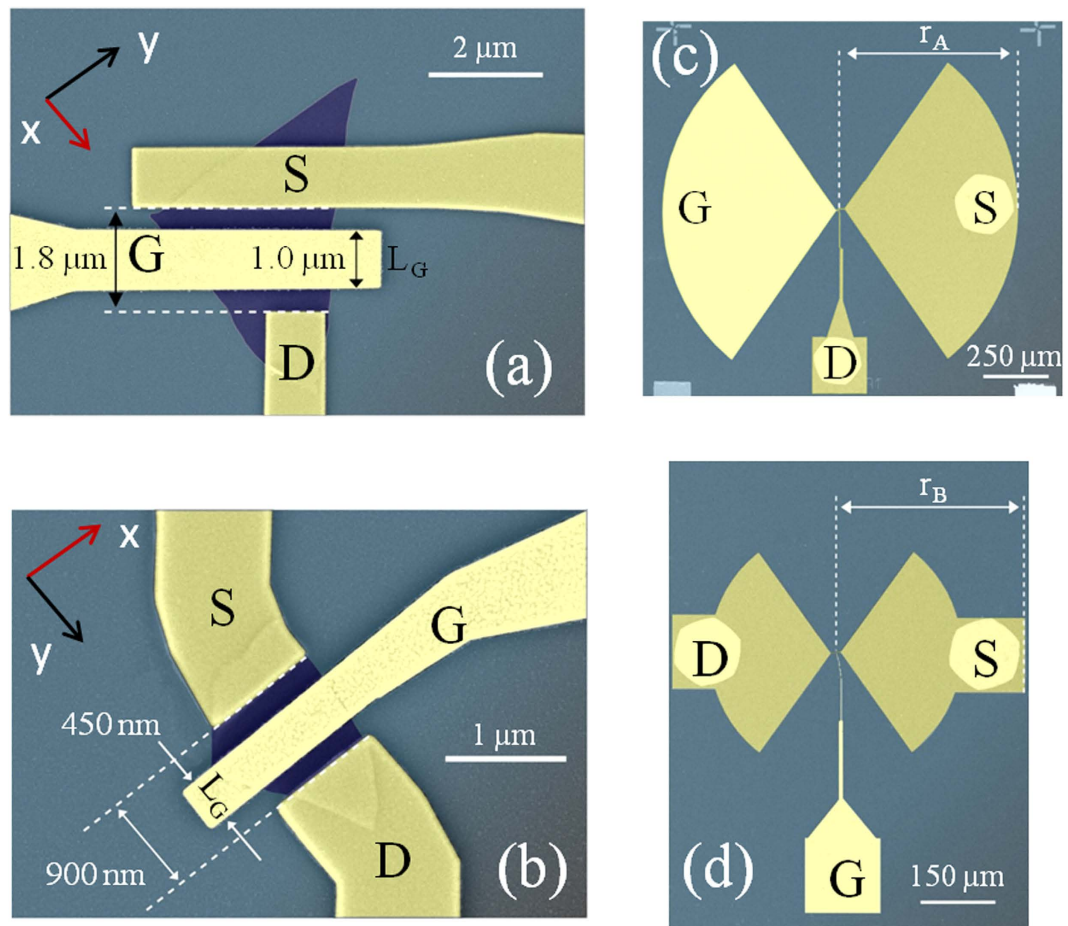 y
x
2 µm
S
1.8 µm
G
1.0 µm
L_G
D
(a)
(c)
r_A
G
S
D
250 µm
x
y
S
G
450 nm
L_G
1 µm
900 nm
D
(b)
r_B
D
S
(d)
G
150 µm